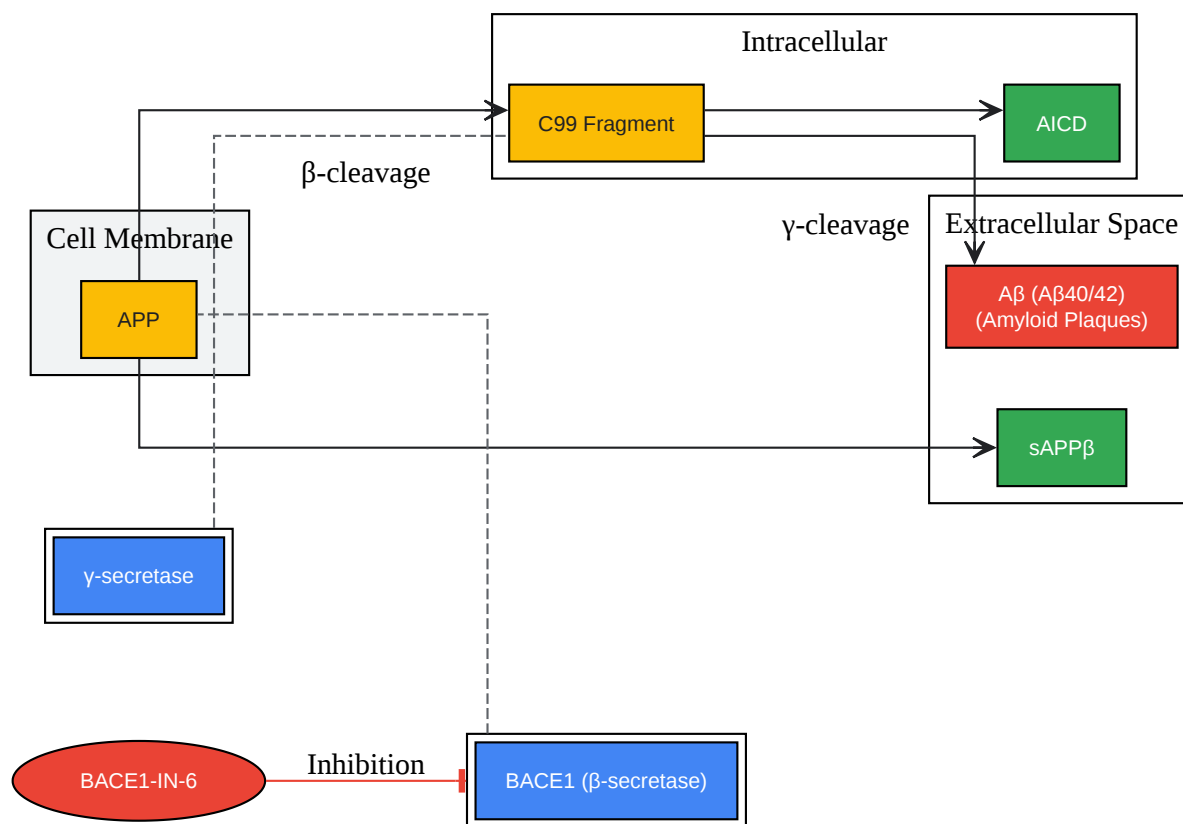 Intracellular
C99 Fragment
AICD
β-cleavage
Cell Membrane
γ-cleavage
Extracellular Space
APP
Aβ (Aβ40/42)
(Amyloid Plaques)
sAPPβ
γ-secretase
BACE1-IN-6
Inhibition
BACE1 (β-secretase)